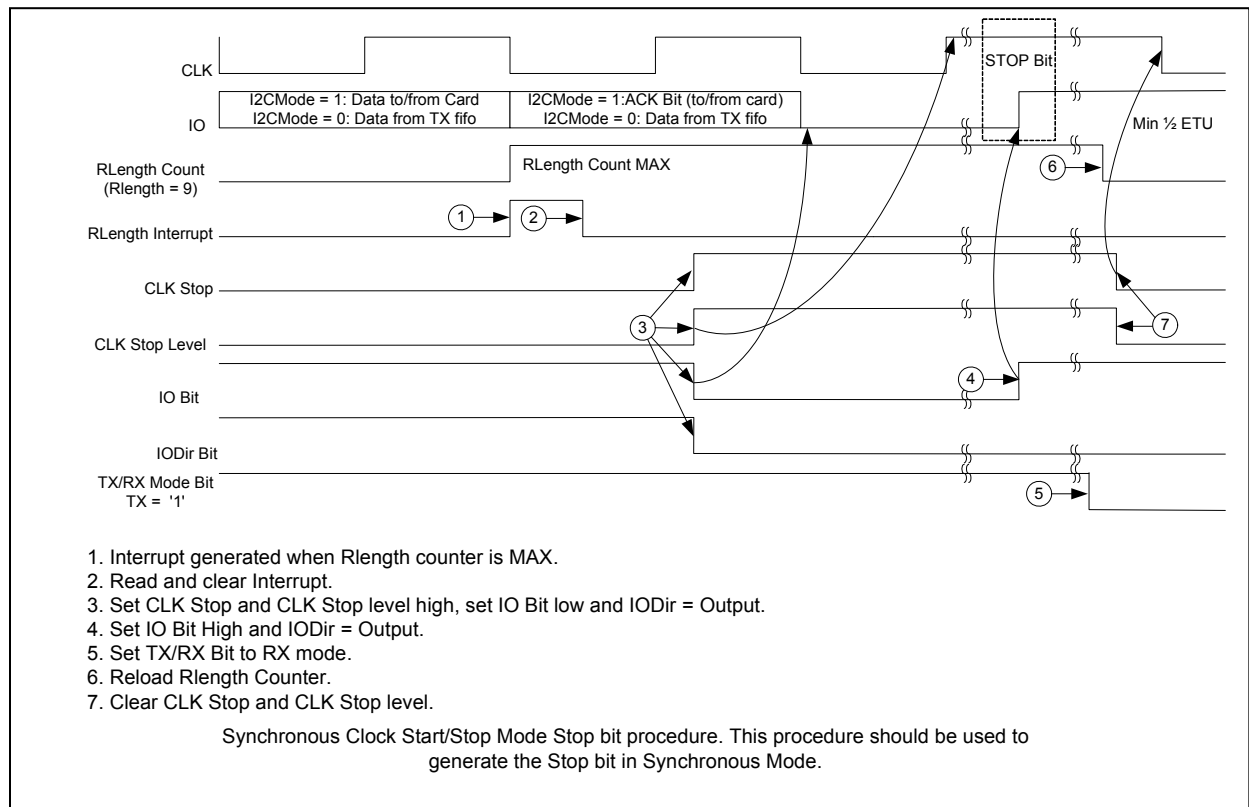 CLK
STOP Bit
I2CMode = 1: Data to/from Card
I2CMode = 0: Data from TX fifo
I2CMode = 1:ACK Bit (to/from card)
I2CMode = 0: Data from TX fifo
IO
Min ½ ETU
RLength Count
(Rlength = 9)
RLength Count MAX
6
1
2
RLength Interrupt
CLK Stop
3
7
CLK Stop Level
4
IO Bit
IODir Bit
TX/RX Mode Bit
TX = '1'
5
1. Interrupt generated when Rlength counter is MAX.
2. Read and clear Interrupt.
3. Set CLK Stop and CLK Stop level high, set IO Bit low and IODir = Output.
4. Set IO Bit High and IODir = Output.
5. Set TX/RX Bit to RX mode.
6. Reload Rlength Counter.
7. Clear CLK Stop and CLK Stop level.
Synchronous Clock Start/Stop Mode Stop bit procedure. This procedure should be used to
generate the Stop bit in Synchronous Mode.